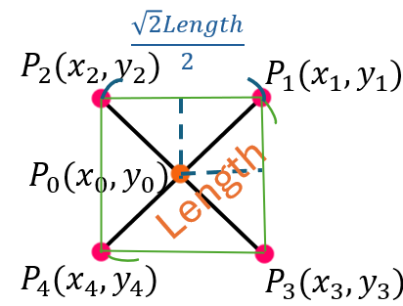 √2Length/2
P₂(x₂, y₂) P₁(x₁, y₁)
P₀(x₀, y₀) Length
P₄(x₄, y₄) P₃(x₃, y₃)